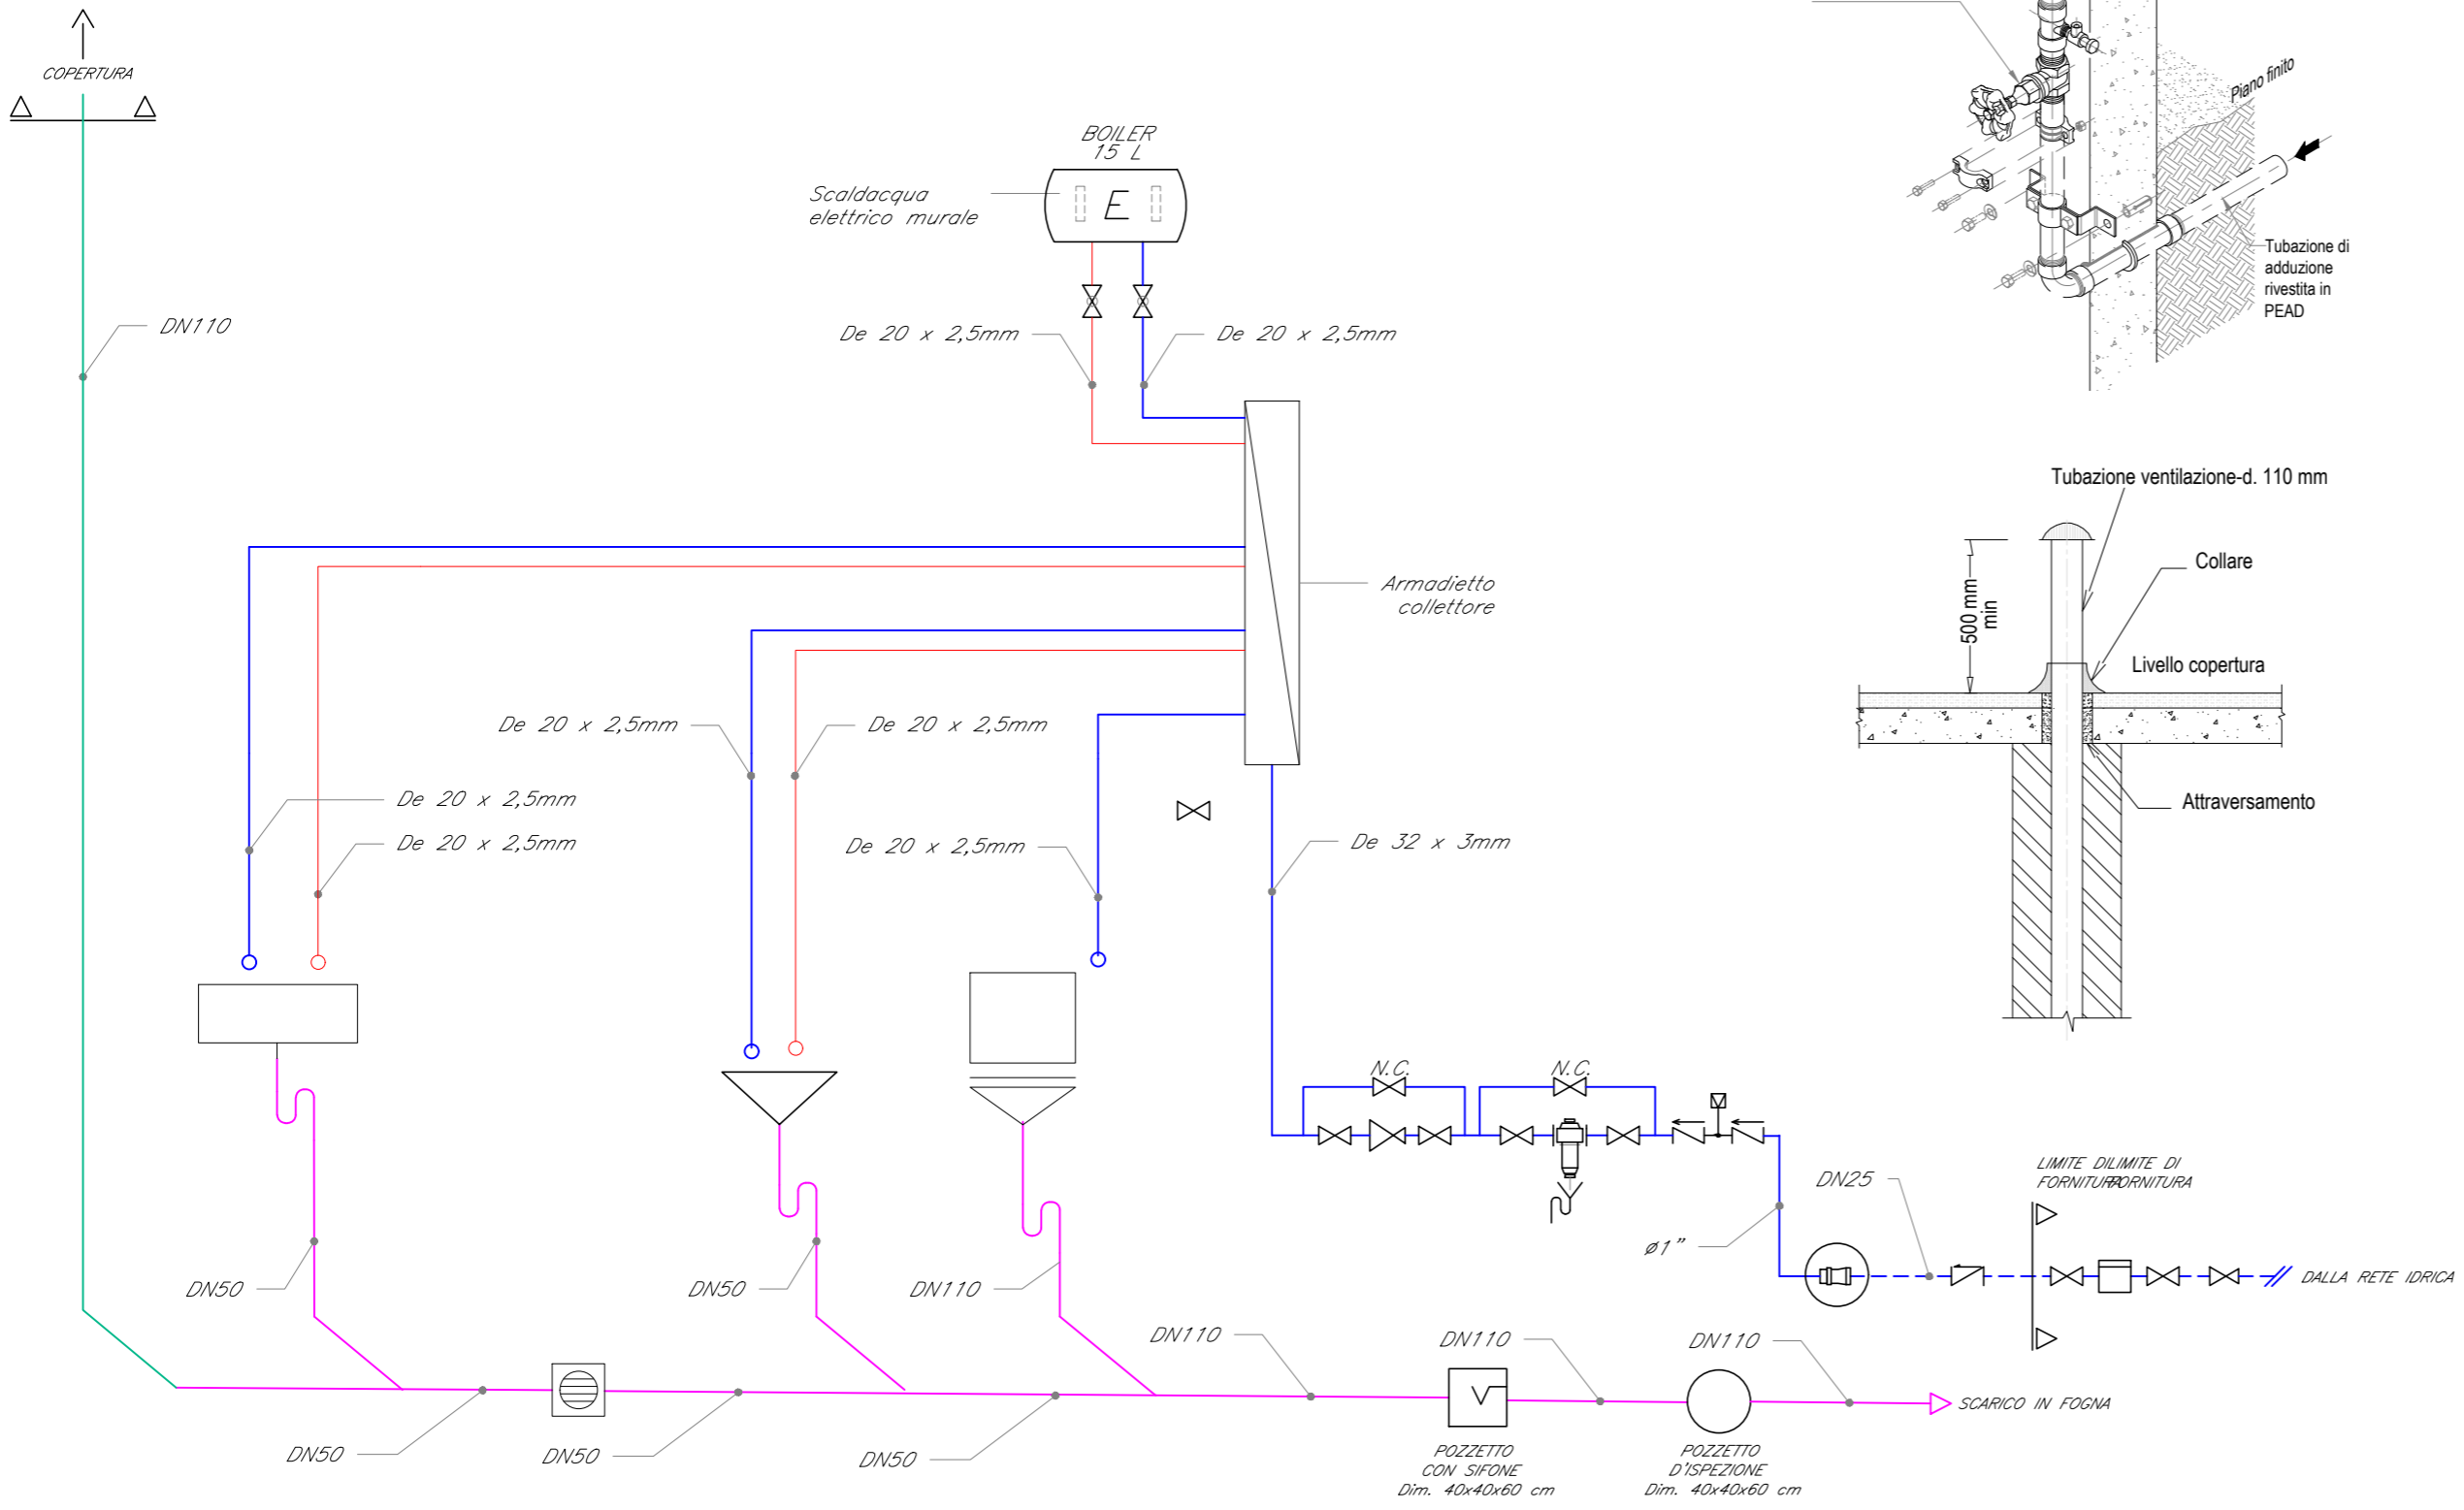 COPERTURA
DN110
BOILER
15 L
E
Scaldacqua
elettrico murale
De 20 x 2,5mm
De 20 x 2,5mm
Armadietto
collettore
De 20 x 2,5mm
De 20 x 2,5mm
De 20 x 2,5mm
De 20 x 2,5mm
De 20 x 2,5mm
De 32 x 3mm
Piano finito
Tubazione di
adduzione
rivestita in
PEAD
Tubazione ventilazione-d. 110 mm
Collare
500 mm
min
Livello copertura
Attraversamento
N.C.
N.C.
DN25
LIMITE DI
FORNITURA
LIMITE DI
FORNITURA
ø1"
DALLA RETE IDRICA
DN50
DN50
DN110
DN110
DN110
DN110
SCARICO IN FOGNA
DN50
DN50
DN50
POZZETTO
CON SIFONE
Dim. 40x40x60 cm
POZZETTO
D'ISPEZIONE
Dim. 40x40x60 cm